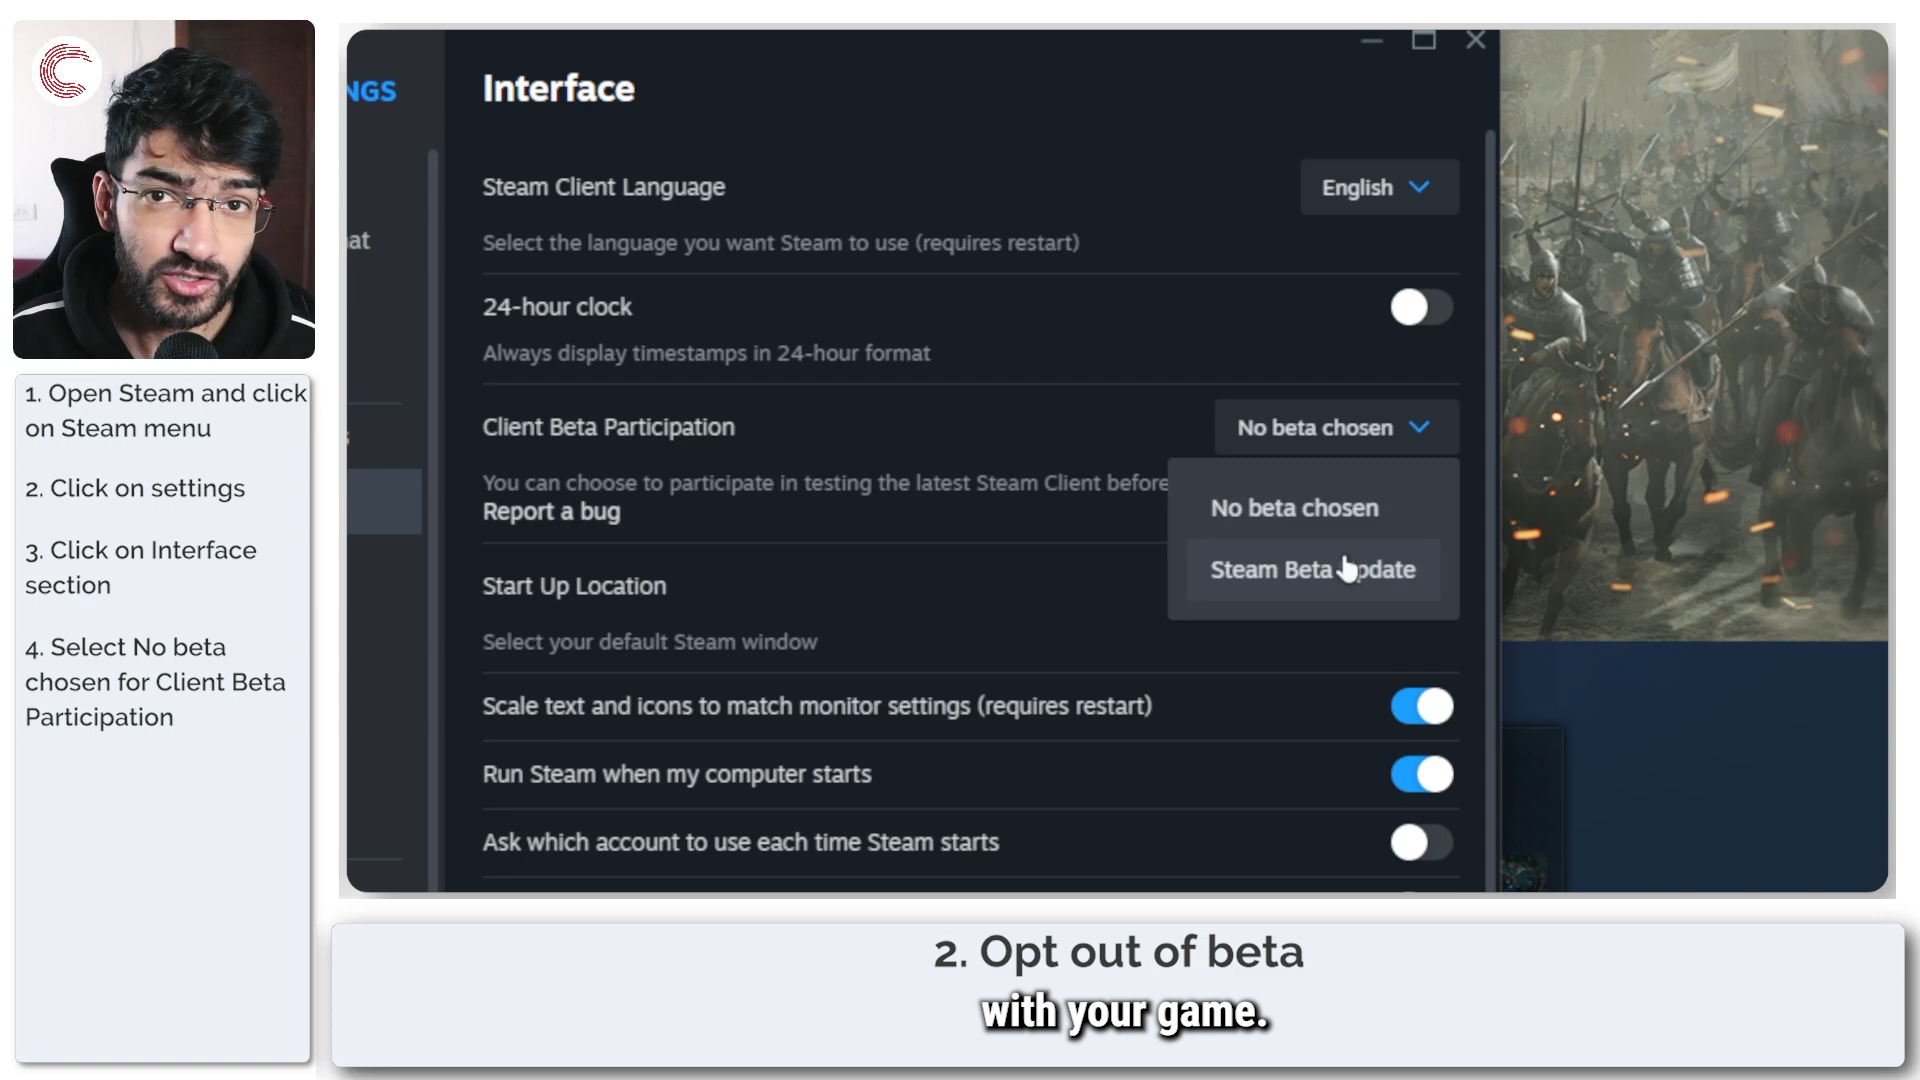 NGS
Interface
Steam Client Language
English
Select the language you want Steam to use (requires restart)
at
24-hour clock
Always display timestamps in 24-hour format
Client Beta Participation
No beta chosen
You can choose to participate in testing the latest Steam Client before
Report a bug
No beta chosen
Steam Beta Update
Start Up Location
Select your default Steam window
Scale text and icons to match monitor settings (requires restart)
Run Steam when my computer starts
Ask which account to use each time Steam starts
1. Open Steam and click
on Steam menu
2. Click on settings
3. Click on Interface
section
4. Select No beta
chosen for Client Beta
Participation
2. Opt out of beta
with your game.